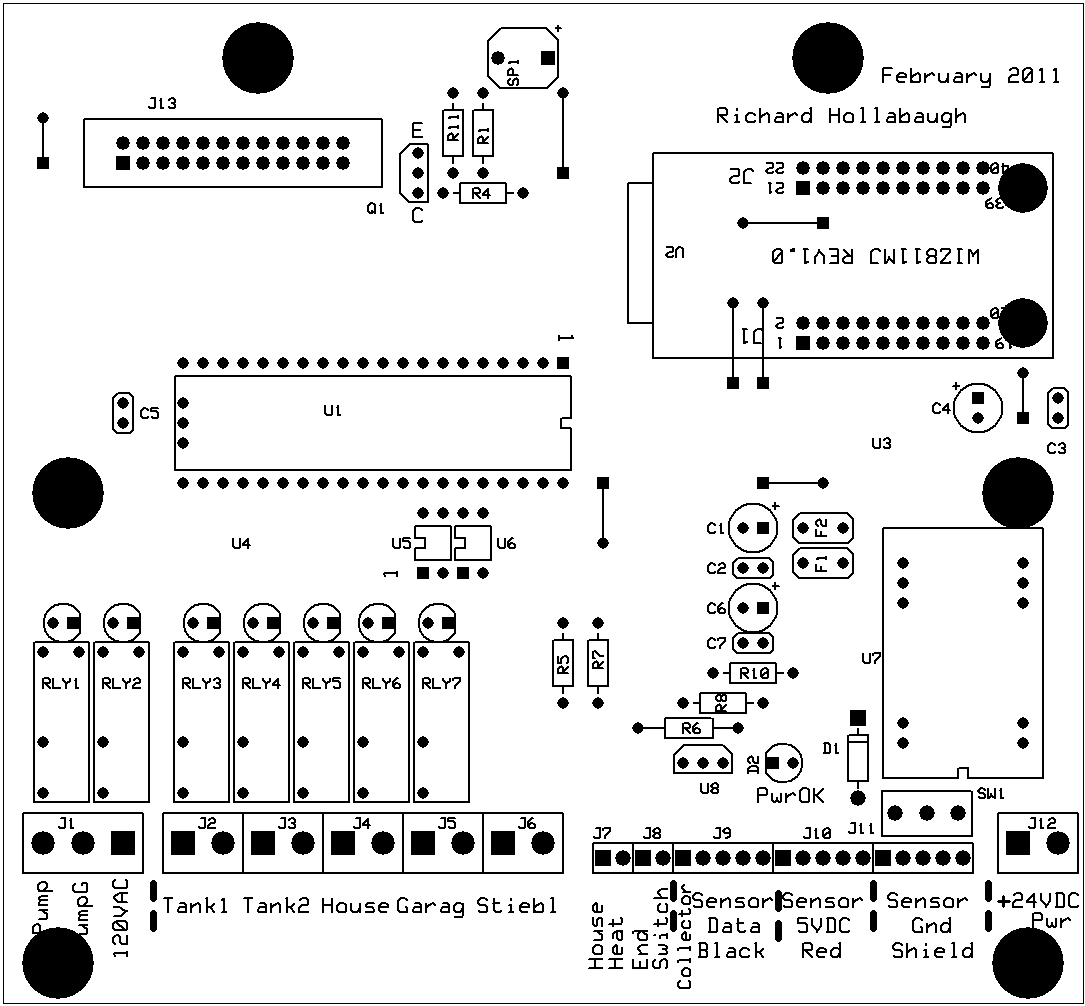 SP1 +
February 2011
J13
Richard Hollabaugh
E
R11
R1
Q1
R4
C
J2
22
21
40
39
U2
WIZ811MJ REV1.0
2
20
J1
1
19
1
C5
U1
+
C4
U3
C3
U4
U5
U6
1
C1 +
F2
C2
F1
C6 +
C7
RLY1
RLY2
RLY3
RLY4
RLY5
RLY6
RLY7
R5
R7
R10
R8
R6
U7
D1
D2
U8
PwrOK
SW1
J1
J2
J3
J4
J5
J6
J7
J8
J9
J10
J11
J12
Pump
umpG
120VAC
Tank1
Tank2
House
Garag
Stiebl
House
Heat
End
Switch
Collector
Sensor
Data
Black
Sensor
5VDC
Red
Sensor
Gnd
Shield
+24VDC
Pwr